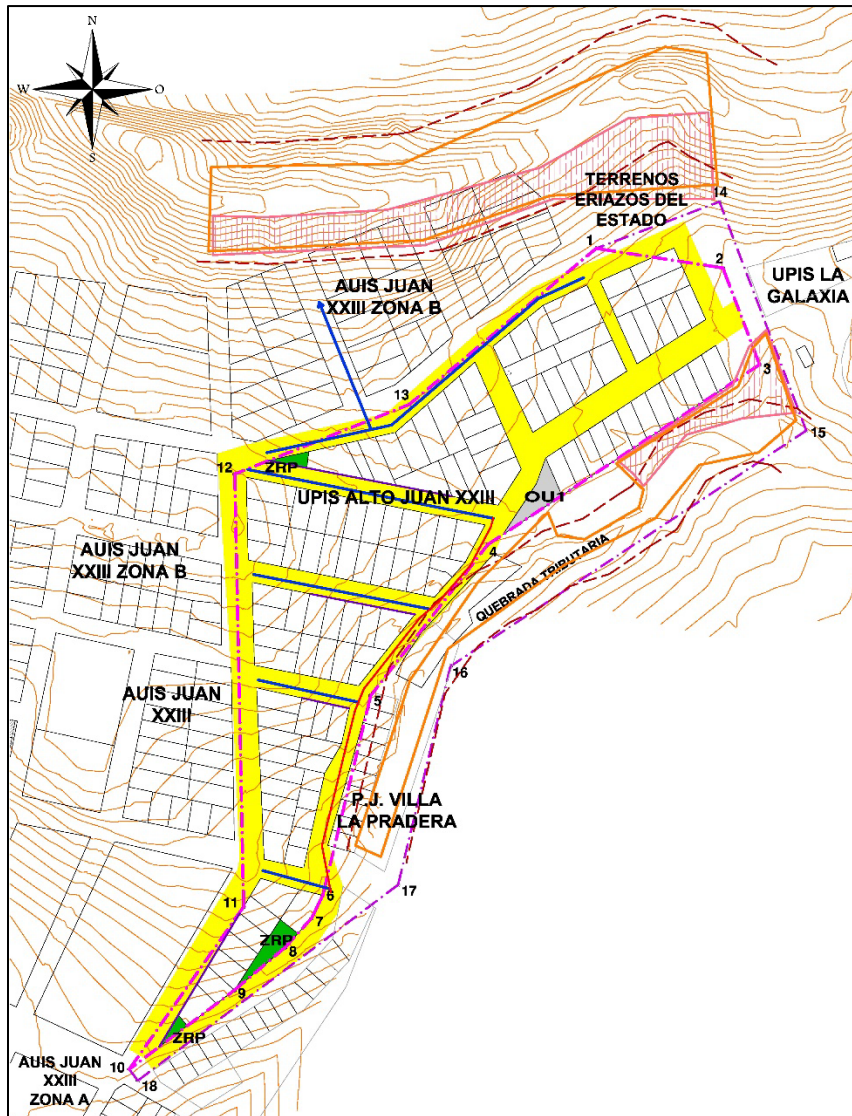 N
W
O
S
TERRENOS
ERIAZOS DEL
ESTADO
14
1
2
UPIS LA
GALAXIA
AUIS JUAN
XXIII ZONA B
3
13
15
12
ZRP
UPIS ALTO JUAN XXIII
OU1
4
AUIS JUAN
XXIII ZONA B
QUEBRADA TRIBUTARIA
16
AUIS JUAN
XXIII
5
P.J. VILLA
LA PRADERA
17
6
11
7
ZRP
8
9
ZRP
10
18
AUIS JUAN
XXIII
ZONA A